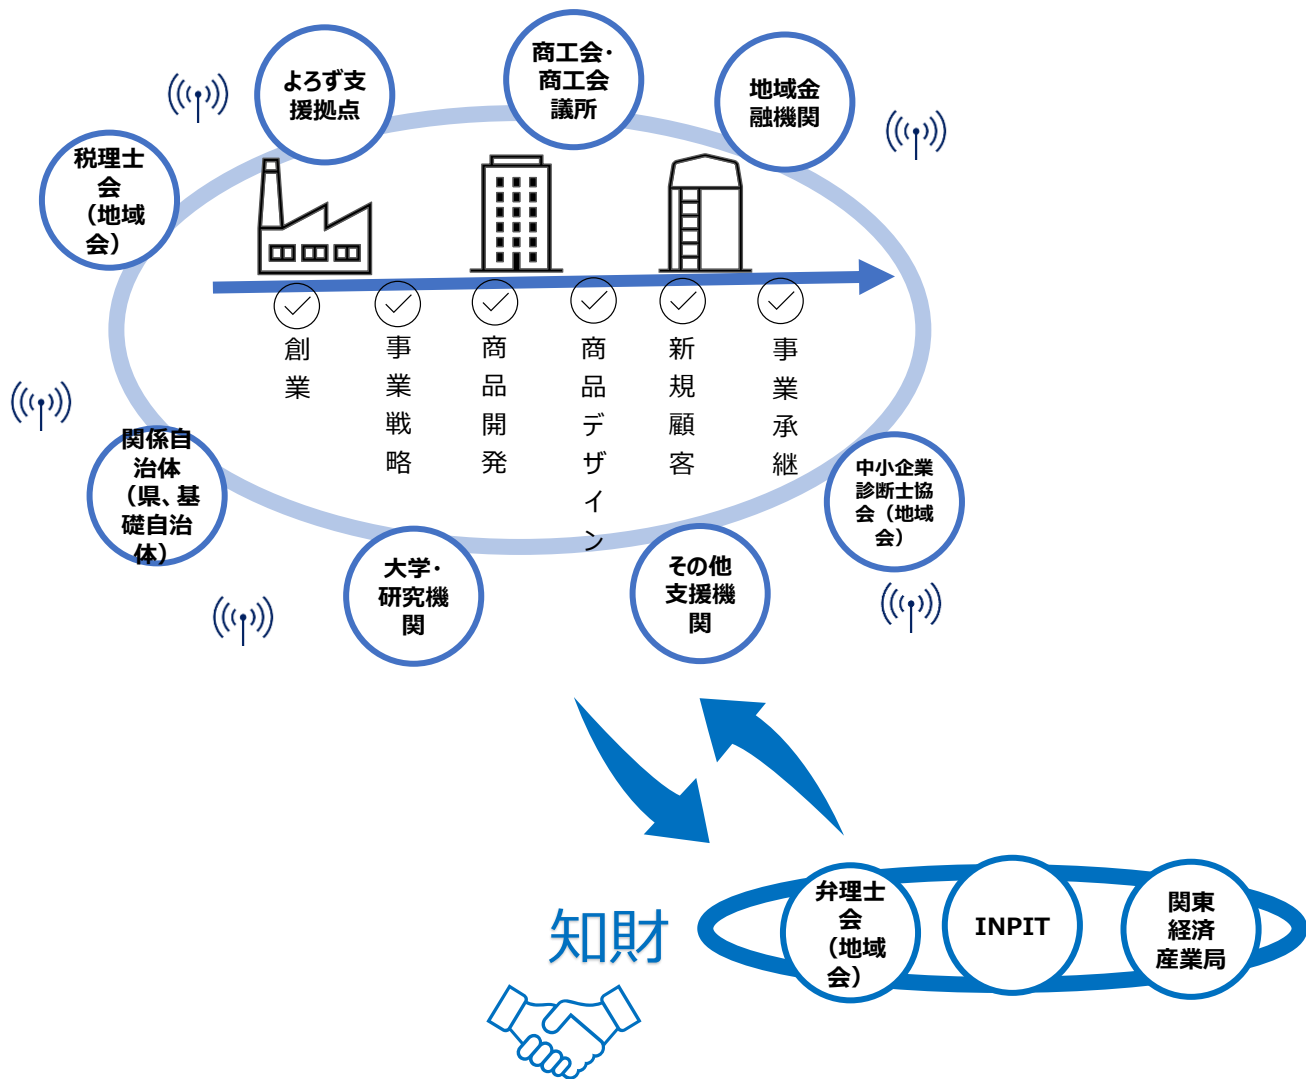 よろず支
援拠点
商工会・
商工会
議所
地域金
融機関
税理士
会
（地域
会）
創業
事業戦略
商品開発
商品デザイン
新規顧客
事業承継
関係自
治体
（県、基
礎自治
体）
大学・
研究機
関
その他
支援機
関
中小企業
診断士協
会（地域
会）
知財
弁理士
会
（地域
会）
INPIT
関東
経済
産業局